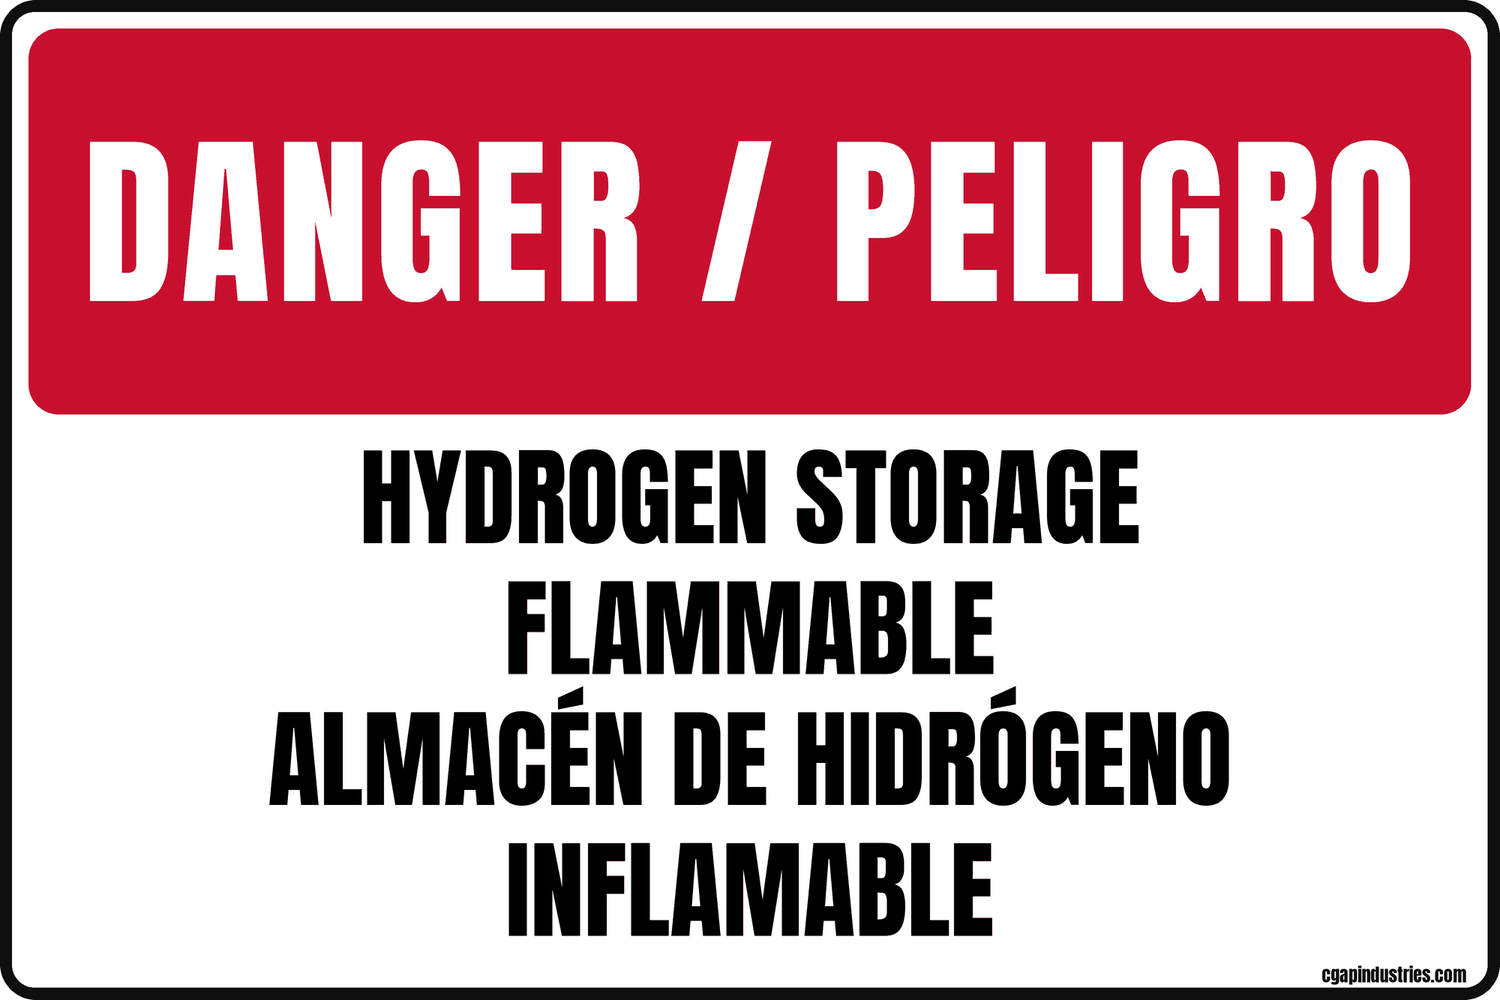 DANGER / PELIGRO
HYDROGEN STORAGE
FLAMMABLE
ALMACÉN DE HIDRÓGENO
INFLAMABLE
cgapindustries.com